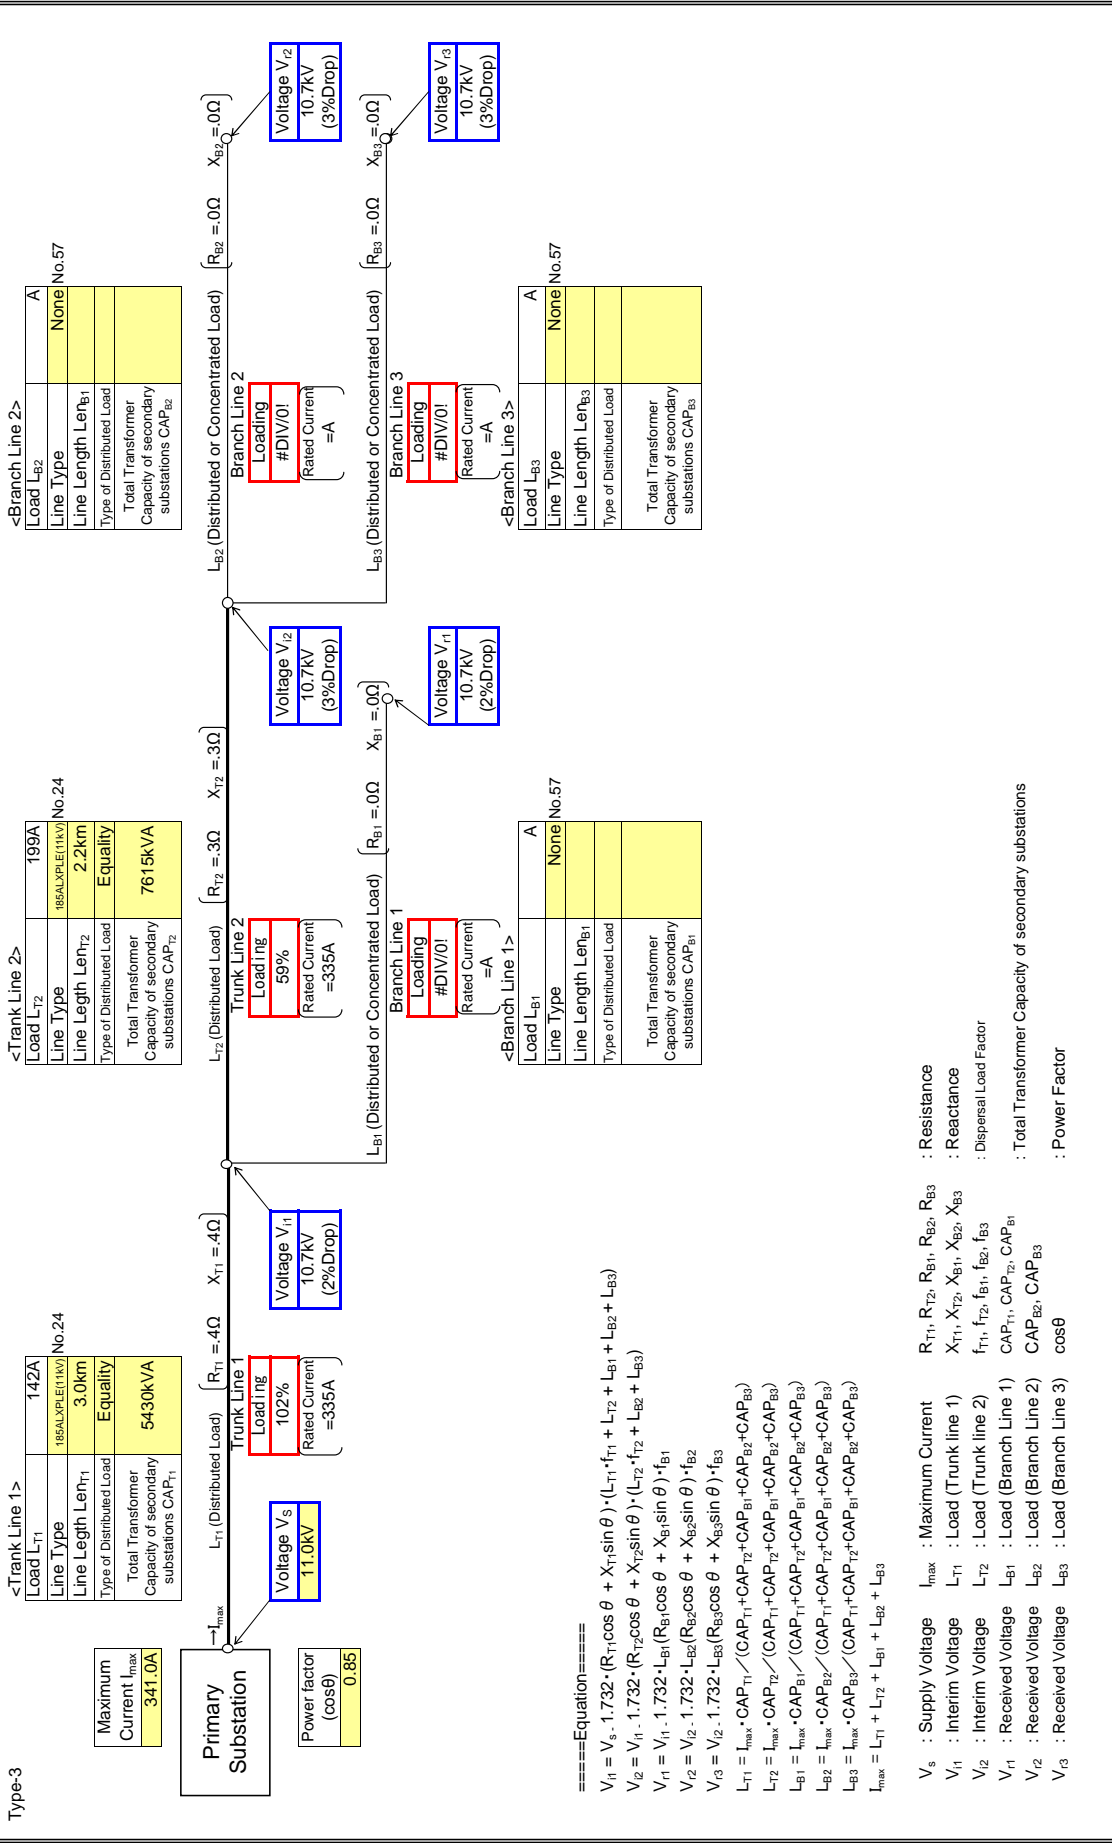 Type-3
<Trank Line 1>
Load LT1 142A
Line Type 185ALXPLE(11kV) No.24
Line Legth LenT1 3.0km
Type of Distributed Load Equality
Total Transformer
Capacity of secondary
substations CAPT1
5430kVA
<Trank Line 2>
Load LT2 199A
Line Type 185ALXPLE(11kV) No.24
Line Legth LenT2 2.2km
Type of Distributed Load Equality
Total Transformer
Capacity of secondary
substations CAPT2
7615kVA
<Branch Line 2>
Load LB2 A
Line Type None No.57
Line Length LenB1
Type of Distributed Load
Total Transformer
Capacity of secondary
substations CAPB2
Maximum
Current Imax
341.0A
Primary
Substation
→Imax
Power factor
(cosθ)
0.85
Voltage VS
11.0kV
LT1 (Distributed Load)
RT1 =.4Ω XT1 =.4Ω
Trunk Line 1
Loading
102%
Rated Current
=335A
Voltage Vi1
10.7kV
(2%Drop)
LT2 (Distributed Load)
RT2 =.3Ω XT2 =.3Ω
Trunk Line 2
Loading
59%
Rated Current
=335A
Voltage Vi2
10.7kV
(3%Drop)
LB2 (Distributed or Concentrated Load)
RB2 =.0Ω XB2 =.0Ω
Branch Line 2
Loading
#DIV/0!
Rated Current
=A
Voltage Vr2
10.7kV
(3%Drop)
LB1 (Distributed or Concentrated Load)
RB1 =.0Ω XB1 =.0Ω
Branch Line 1
Loading
#DIV/0!
Rated Current
=A
Voltage Vr1
10.7kV
(2%Drop)
LB3 (Distributed or Concentrated Load)
RB3 =.0Ω XB3 =.0Ω
Branch Line 3
Loading
#DIV/0!
Rated Current
=A
Voltage Vr3
10.7kV
(3%Drop)
<Branch Line 1>
Load LB1 A
Line Type None No.57
Line Length LenB1
Type of Distributed Load
Total Transformer
Capacity of secondary
substations CAPB1
<Branch Line 3>
Load LB3 A
Line Type None No.57
Line Length LenB3
Type of Distributed Load
Total Transformer
Capacity of secondary
substations CAPB3
=====Equation=====
Vi1 = Vs - 1.732・(RT1cos θ + XT1sin θ)・(LT1・fT1 + LT2 + LB1 + LB2 + LB3)
Vi2 = Vi1 - 1.732・(RT2cos θ + XT2sin θ)・(LT2・fT2 + LB2 + LB3)
Vr1 = Vi1 - 1.732・LB1(RB1cos θ + XB1sin θ)・fB1
Vr2 = Vi2 - 1.732・LB2(RB2cos θ + XB2sin θ)・fB2
Vr3 = Vi2 - 1.732・LB3(RB3cos θ + XB3sin θ)・fB3
LT1 = Imax・CAPT1／(CAPT1+CAPT2+CAPB1+CAPB2+CAPB3)
LT2 = Imax・CAPT2／(CAPT1+CAPT2+CAPB1+CAPB2+CAPB3)
LB1 = Imax・CAPB1／(CAPT1+CAPT2+CAPB1+CAPB2+CAPB3)
LB2 = Imax・CAPB2／(CAPT1+CAPT2+CAPB1+CAPB2+CAPB3)
LB3 = Imax・CAPB3／(CAPT1+CAPT2+CAPB1+CAPB2+CAPB3)
Imax = LT1 + LT2 + LB1 + LB2 + LB3
Vs : Supply Voltage Imax : Maximum Current RT1, RT2, RB1, RB2, RB3 : Resistance
Vi1 : Interim Voltage LT1 : Load (Trunk line 1) XT1, XT2, XB1, XB2, XB3 : Reactance
Vi2 : Interim Voltage LT2 : Load (Trunk line 2) fT1, fT2, fB1, fB2, fB3 : Dispersal Load Factor
Vr1 : Received Voltage LB1 : Load (Branch Line 1) CAPT1, CAPT2, CAPB1
Vr2 : Received Voltage LB2 : Load (Branch Line 2) CAPB2, CAPB3 : Total Transformer Capacity of secondary substations
Vr3 : Received Voltage LB3 : Load (Branch Line 3) cosθ : Power Factor